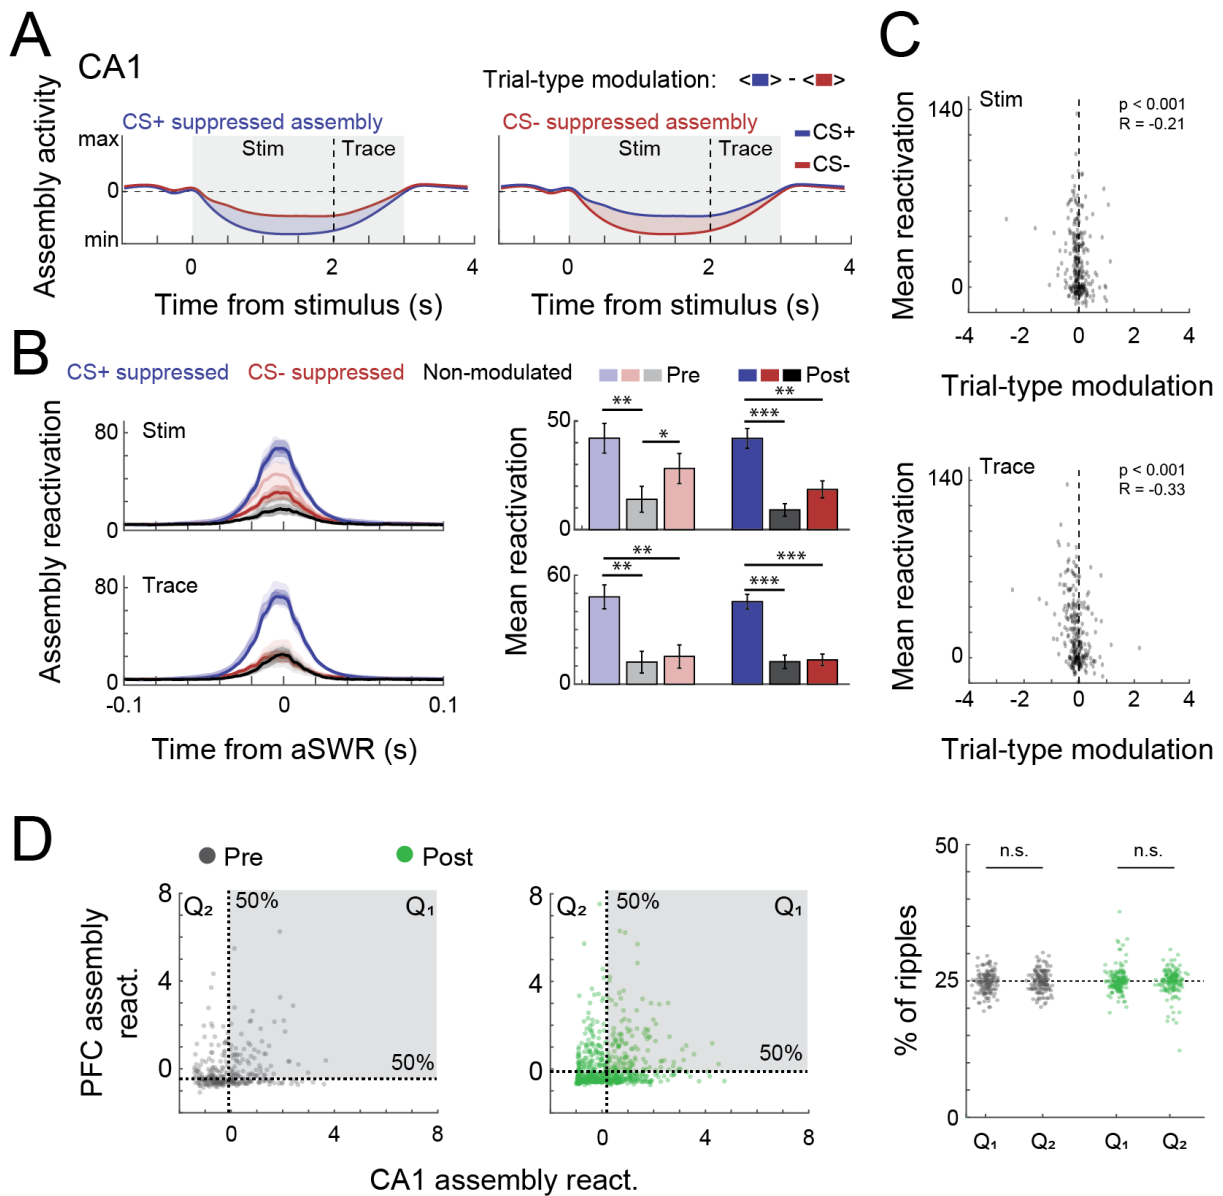 A
CA1
Trial-type modulation: <■> - <■>
CS+ suppressed assembly
CS- suppressed assembly
CS+
CS-
Assembly activity
max
0
min
Stim
Trace
Stim
Trace
0 2 4
0 2 4
Time from stimulus (s)
Time from stimulus (s)
B
CS+ suppressed CS- suppressed Non-modulated
Pre
Post
Assembly reactivation
80
0
Stim
80
0
Trace
-0.1 0 0.1
Time from aSWR (s)
Mean reactivation
50
0
** * *** **
60
0
** ** *** ***
C
Mean reactivation
140
0
Stim
p < 0.001
R = -0.21
-4 -2 0 2 4
Trial-type modulation
Mean reactivation
140
0
Trace
p < 0.001
R = -0.33
-4 -2 0 2 4
Trial-type modulation
D
Pre
Post
PFC assembly
react.
8
4
0
Q₂
50%
Q₁
50%
0 4 8
8
4
0
Q₂
50%
Q₁
50%
0 4 8
CA1 assembly react.
% of ripples
50
25
0
n.s.
n.s.
Q₁ Q₂ Q₁ Q₂